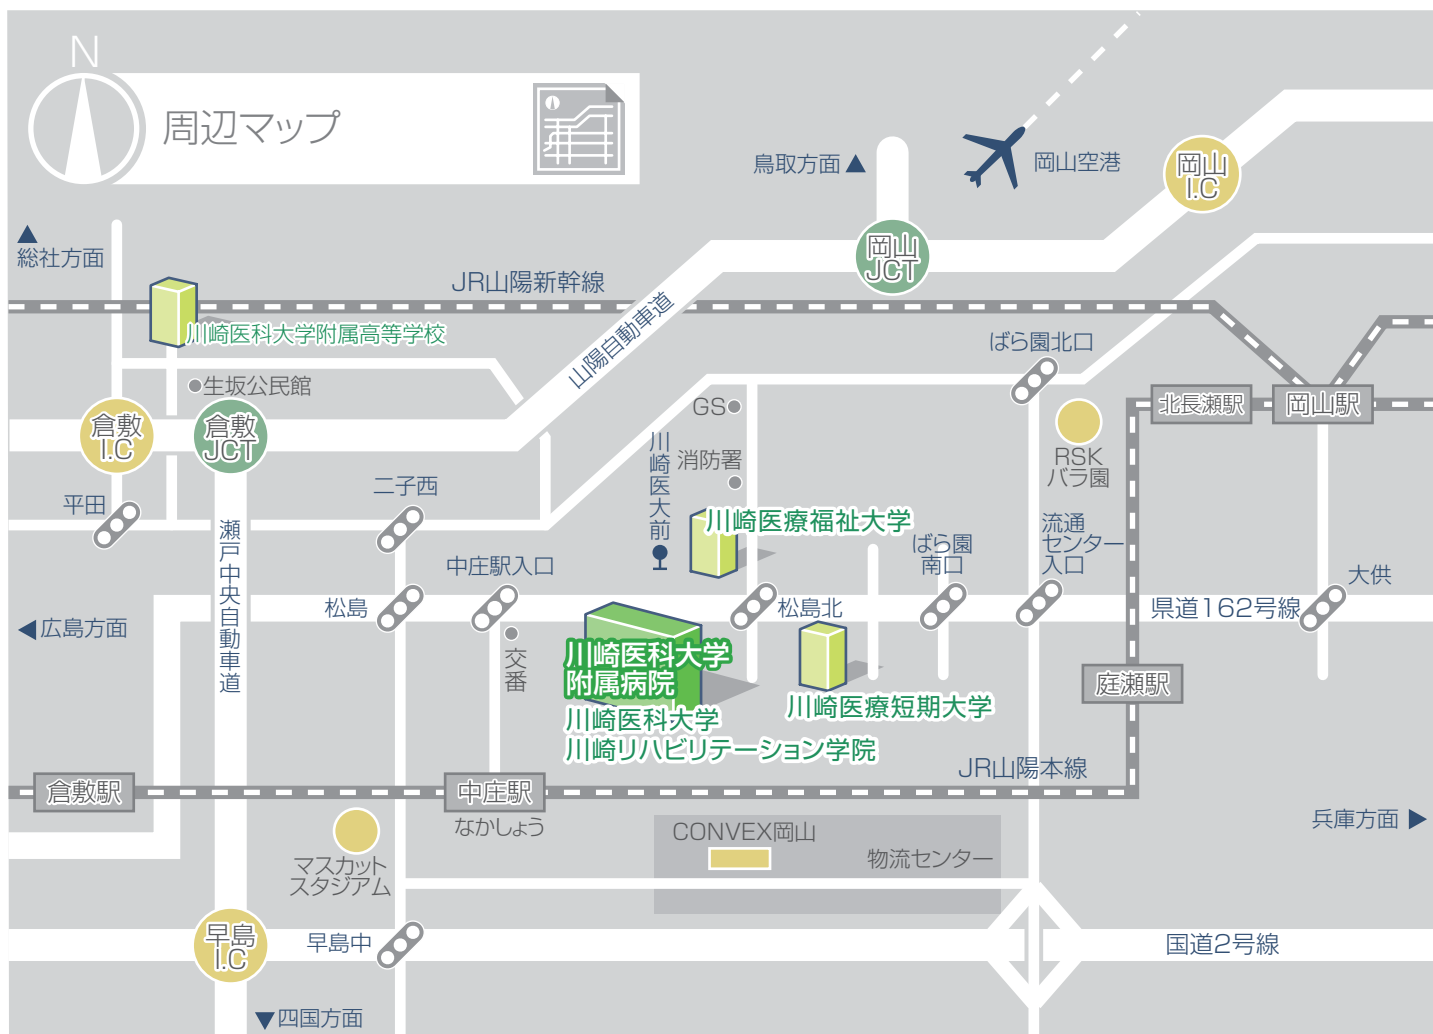 N
周辺マップ
鳥取方面▲
岡山空港
岡山
I.C
▲
総社方面
岡山
JCT
JR山陽新幹線
川崎医科大学附属高等学校
山陽自動車道
ばら園北口
生坂公民館
北長瀬駅
岡山駅
GS
倉敷
I.C
倉敷
JCT
川崎医大前
消防署
RSK
バラ園
平田
二子西
瀬戸中央自動車道
川崎医療福祉大学
流通
センター
入口
ばら園
南口
中庄駅入口
大供
松島
松島北
県道162号線
◀広島方面
交番
川崎医科大学
附属病院
川崎医科大学
川崎リハビリテーション学院
川崎医療短期大学
庭瀬駅
JR山陽本線
倉敷駅
中庄駅
なかしょう
兵庫方面▶
CONVEX岡山
物流センター
マスカット
スタジアム
早島
I.C
早島中
国道2号線
▼四国方面